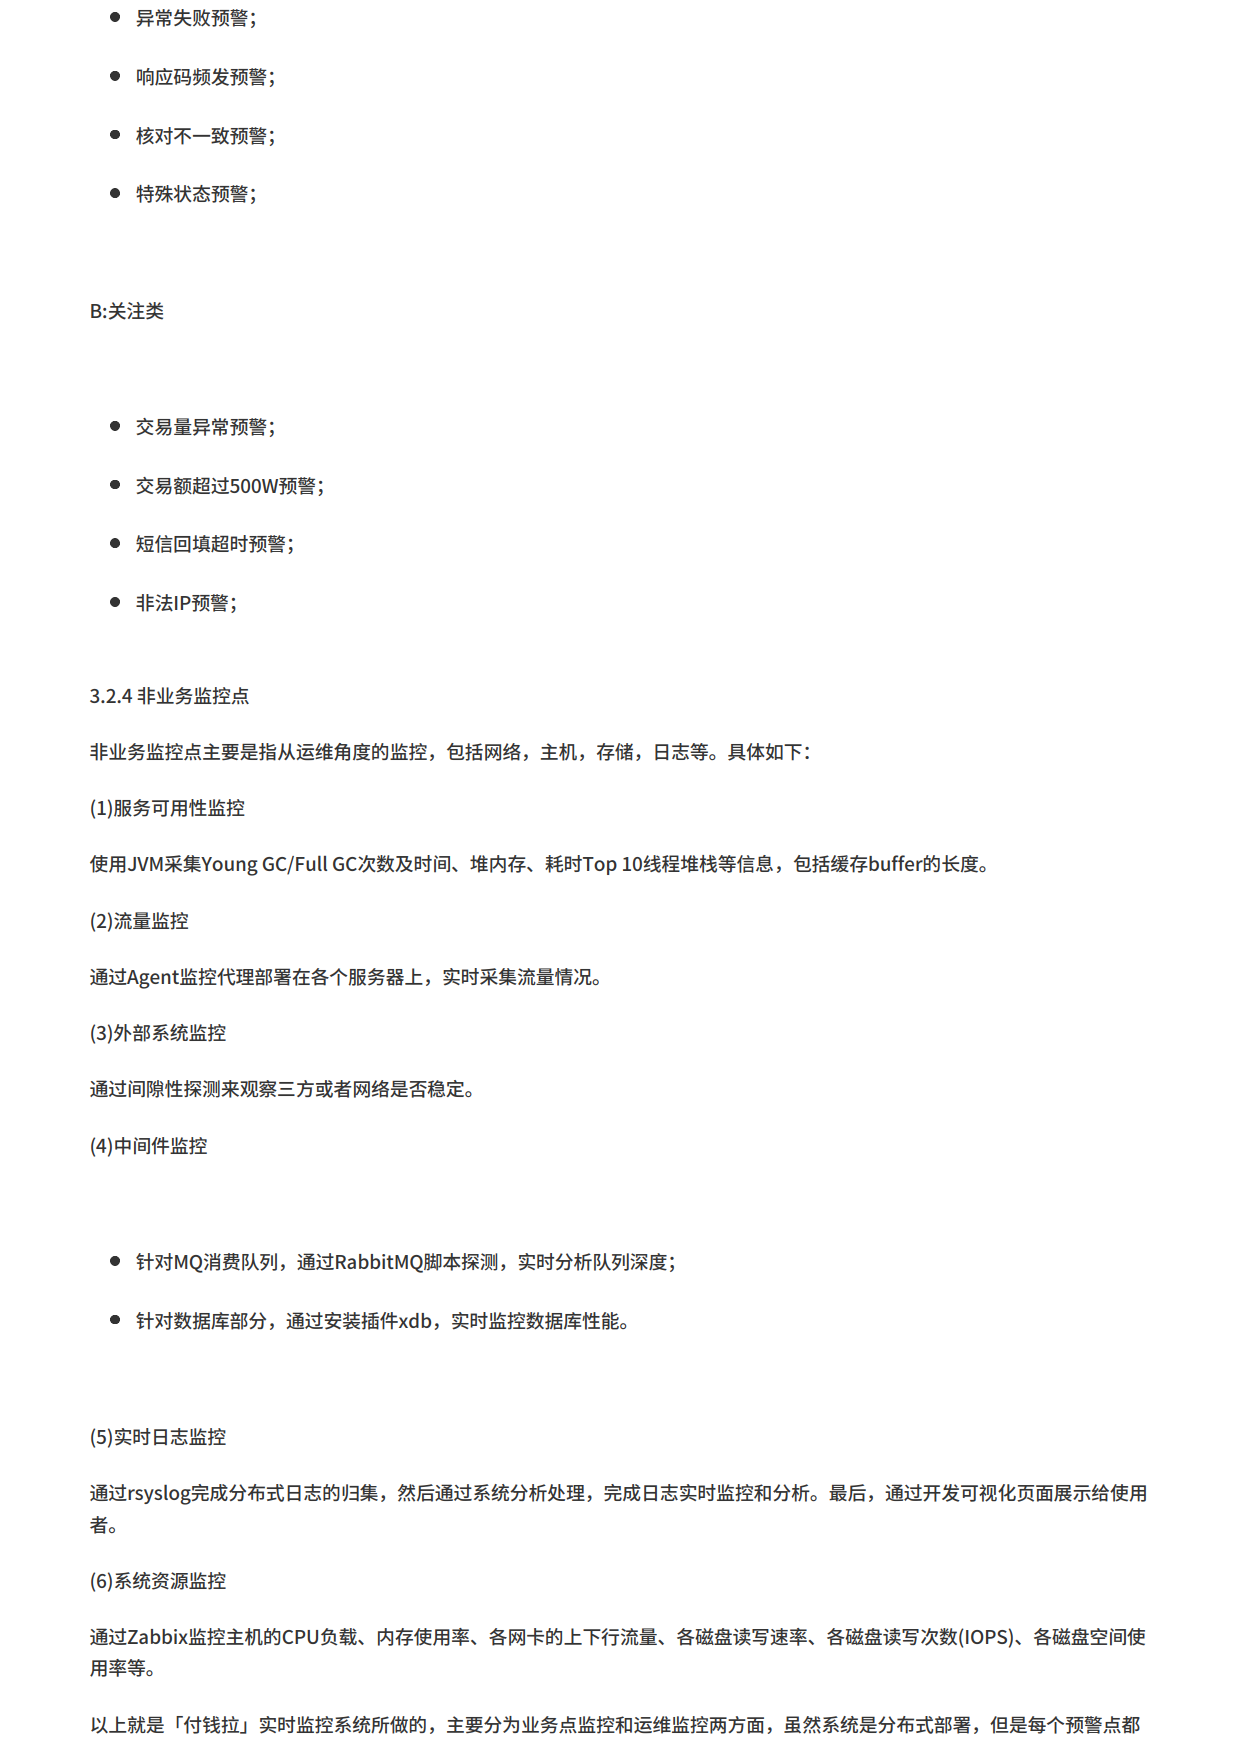 ● 异常失败预警；
● 响应码频发预警；
● 核对不一致预警；
● 特殊状态预警；
B:关注类
● 交易量异常预警；
● 交易额超过500W预警；
● 短信回填超时预警；
● 非法IP预警；
3.2.4 非业务监控点
非业务监控点主要是指从运维角度的监控，包括网络，主机，存储，日志等。具体如下：
(1)服务可用性监控
使用JVM采集Young GC/Full GC次数及时间、堆内存、耗时Top 10线程堆栈等信息，包括缓存buffer的长度。
(2)流量监控
通过Agent监控代理部署在各个服务器上，实时采集流量情况。
(3)外部系统监控
通过间隙性探测来观察三方或者网络是否稳定。
(4)中间件监控
● 针对MQ消费队列，通过RabbitMQ脚本探测，实时分析队列深度；
● 针对数据库部分，通过安装插件xdb，实时监控数据库性能。
(5)实时日志监控
通过rsyslog完成分布式日志的归集，然后通过系统分析处理，完成日志实时监控和分析。最后，通过开发可视化页面展示给使用
者。
(6)系统资源监控
通过Zabbix监控主机的CPU负载、内存使用率、各网卡的上下行流量、各磁盘读写速率、各磁盘读写次数(IOPS)、各磁盘空间使
用率等。
以上就是「付钱拉」实时监控系统所做的，主要分为业务点监控和运维监控两方面，虽然系统是分布式部署，但是每个预警点都